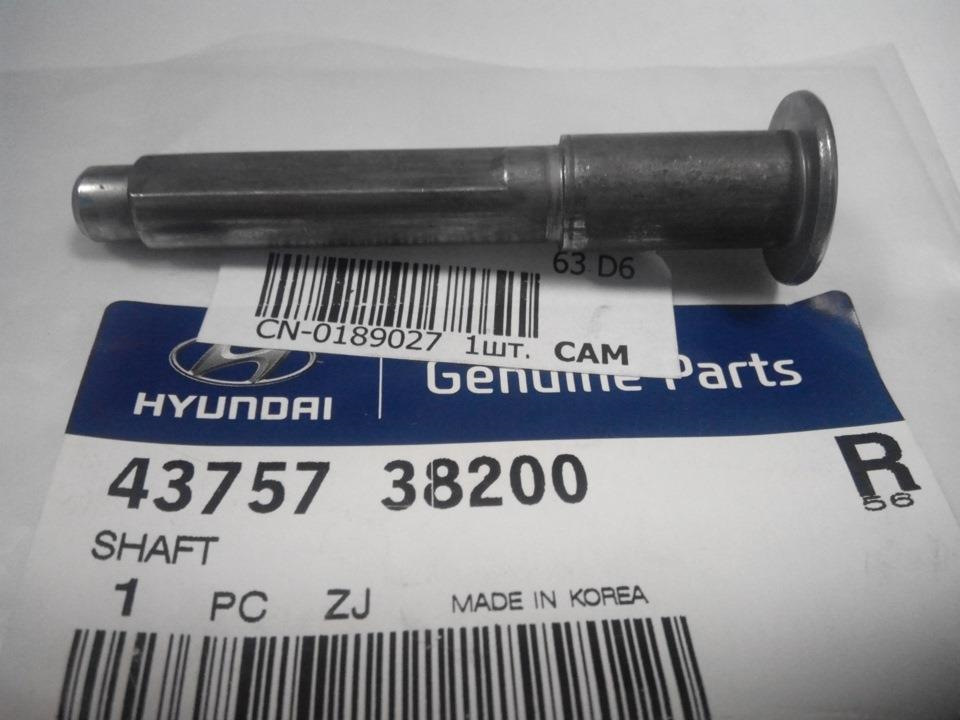 63 D6
CN-0189027 1шт. CAM
HYUNDAI Genuine Parts
43757 38200 R
56
SHAFT
1 PC ZJ MADE IN KOREA